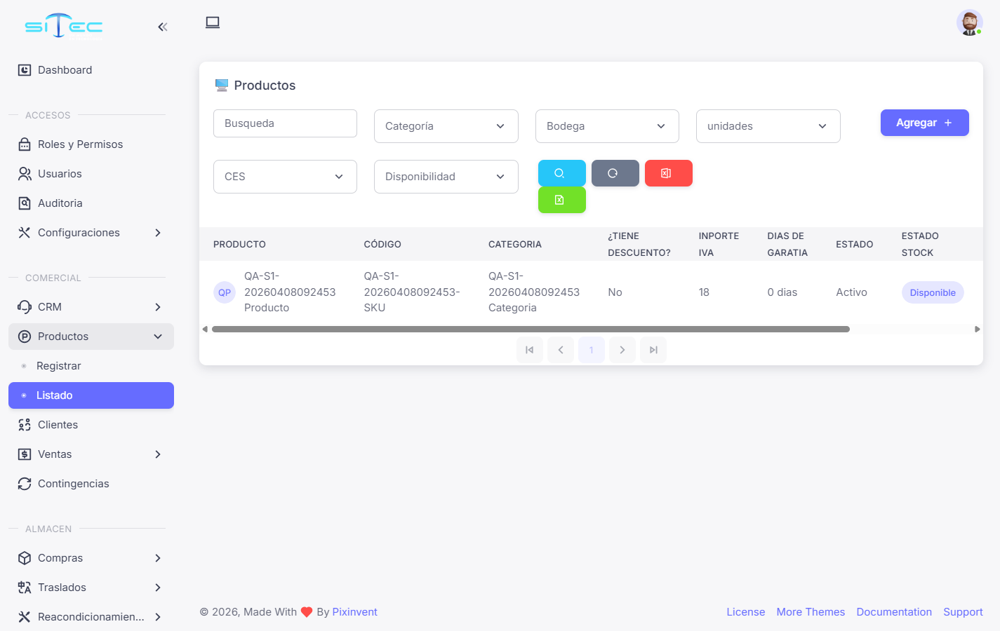 SITEC
Dashboard
ACCESOS
Roles y Permisos
Usuarios
Auditoria
Configuraciones
COMERCIAL
CRM
Productos
Registrar
Listado
Clientes
Ventas
Contingencias
ALMACEN
Compras
Traslados
Reacondicionamien...
Productos
Busqueda
Categoría
Bodega
unidades
Agregar +
CES
Disponibilidad
PRODUCTO
CÓDIGO
CATEGORIA
¿TIENE
DESCUENTO?
INPORTE
IVA
DIAS DE
GARATIA
ESTADO
ESTADO
STOCK
QP
QA-S1-
20260408092453
Producto
QA-S1-
20260408092453-
SKU
QA-S1-
20260408092453
Categoria
No
18
0 dias
Activo
Disponible
1
© 2026, Made With ❤️ By Pixinvent
License More Themes Documentation Support